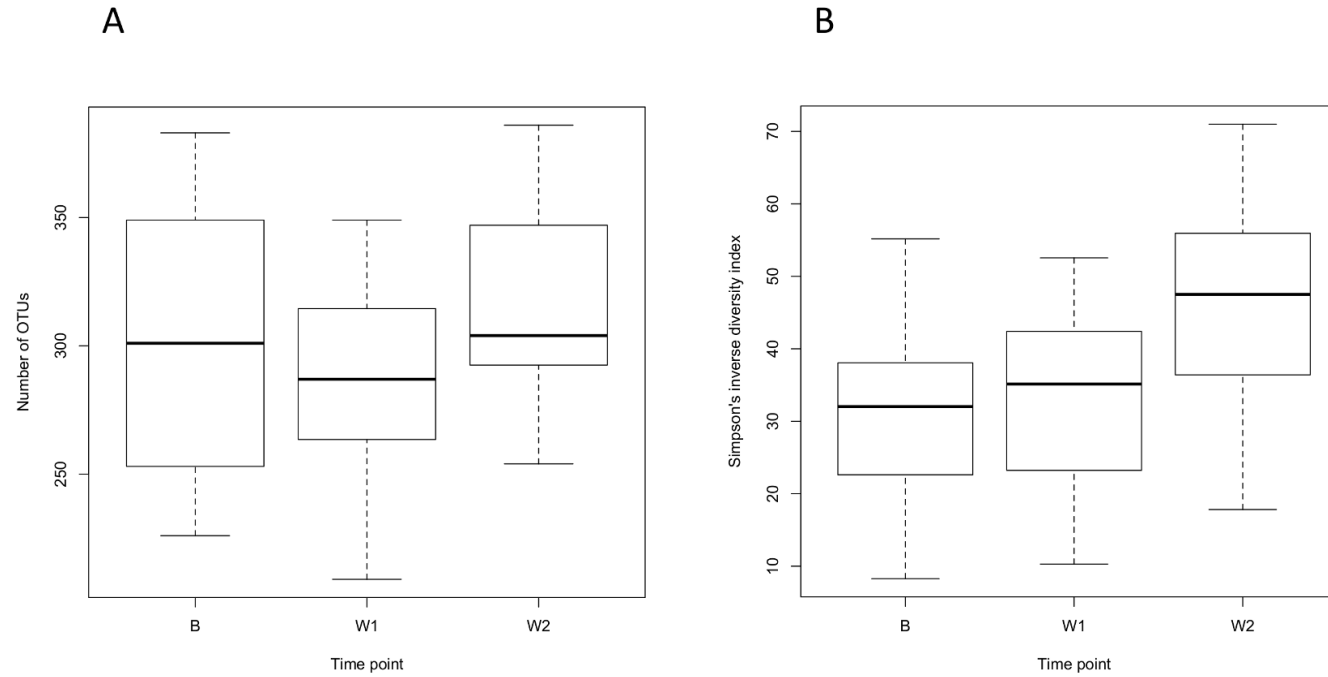 A
Number of OTUs
350
300
250
B
W1
W2
Time point
B
Simpson's inverse diversity index
70
60
50
40
30
20
10
B
W1
W2
Time point